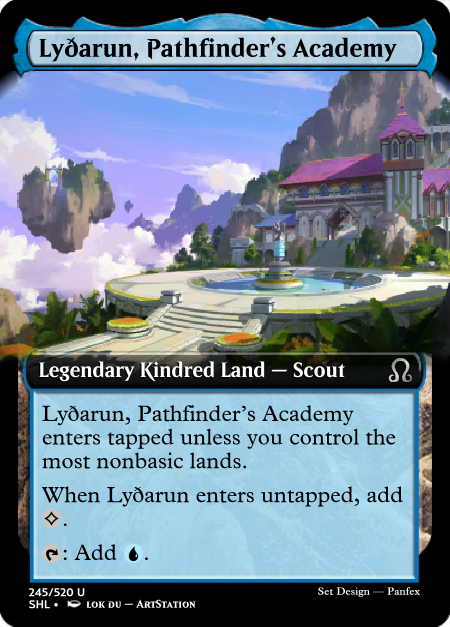 Lyðarun, Pathfinder's Academy
Legendary Kindred Land — Scout
Lyðarun, Pathfinder's Academy
enters tapped unless you control the
most nonbasic lands.
When Lyðarun enters untapped, add
.
: Add .
245/520 U
Set Design — Panfex
SHL • LOK DU — ArtStation